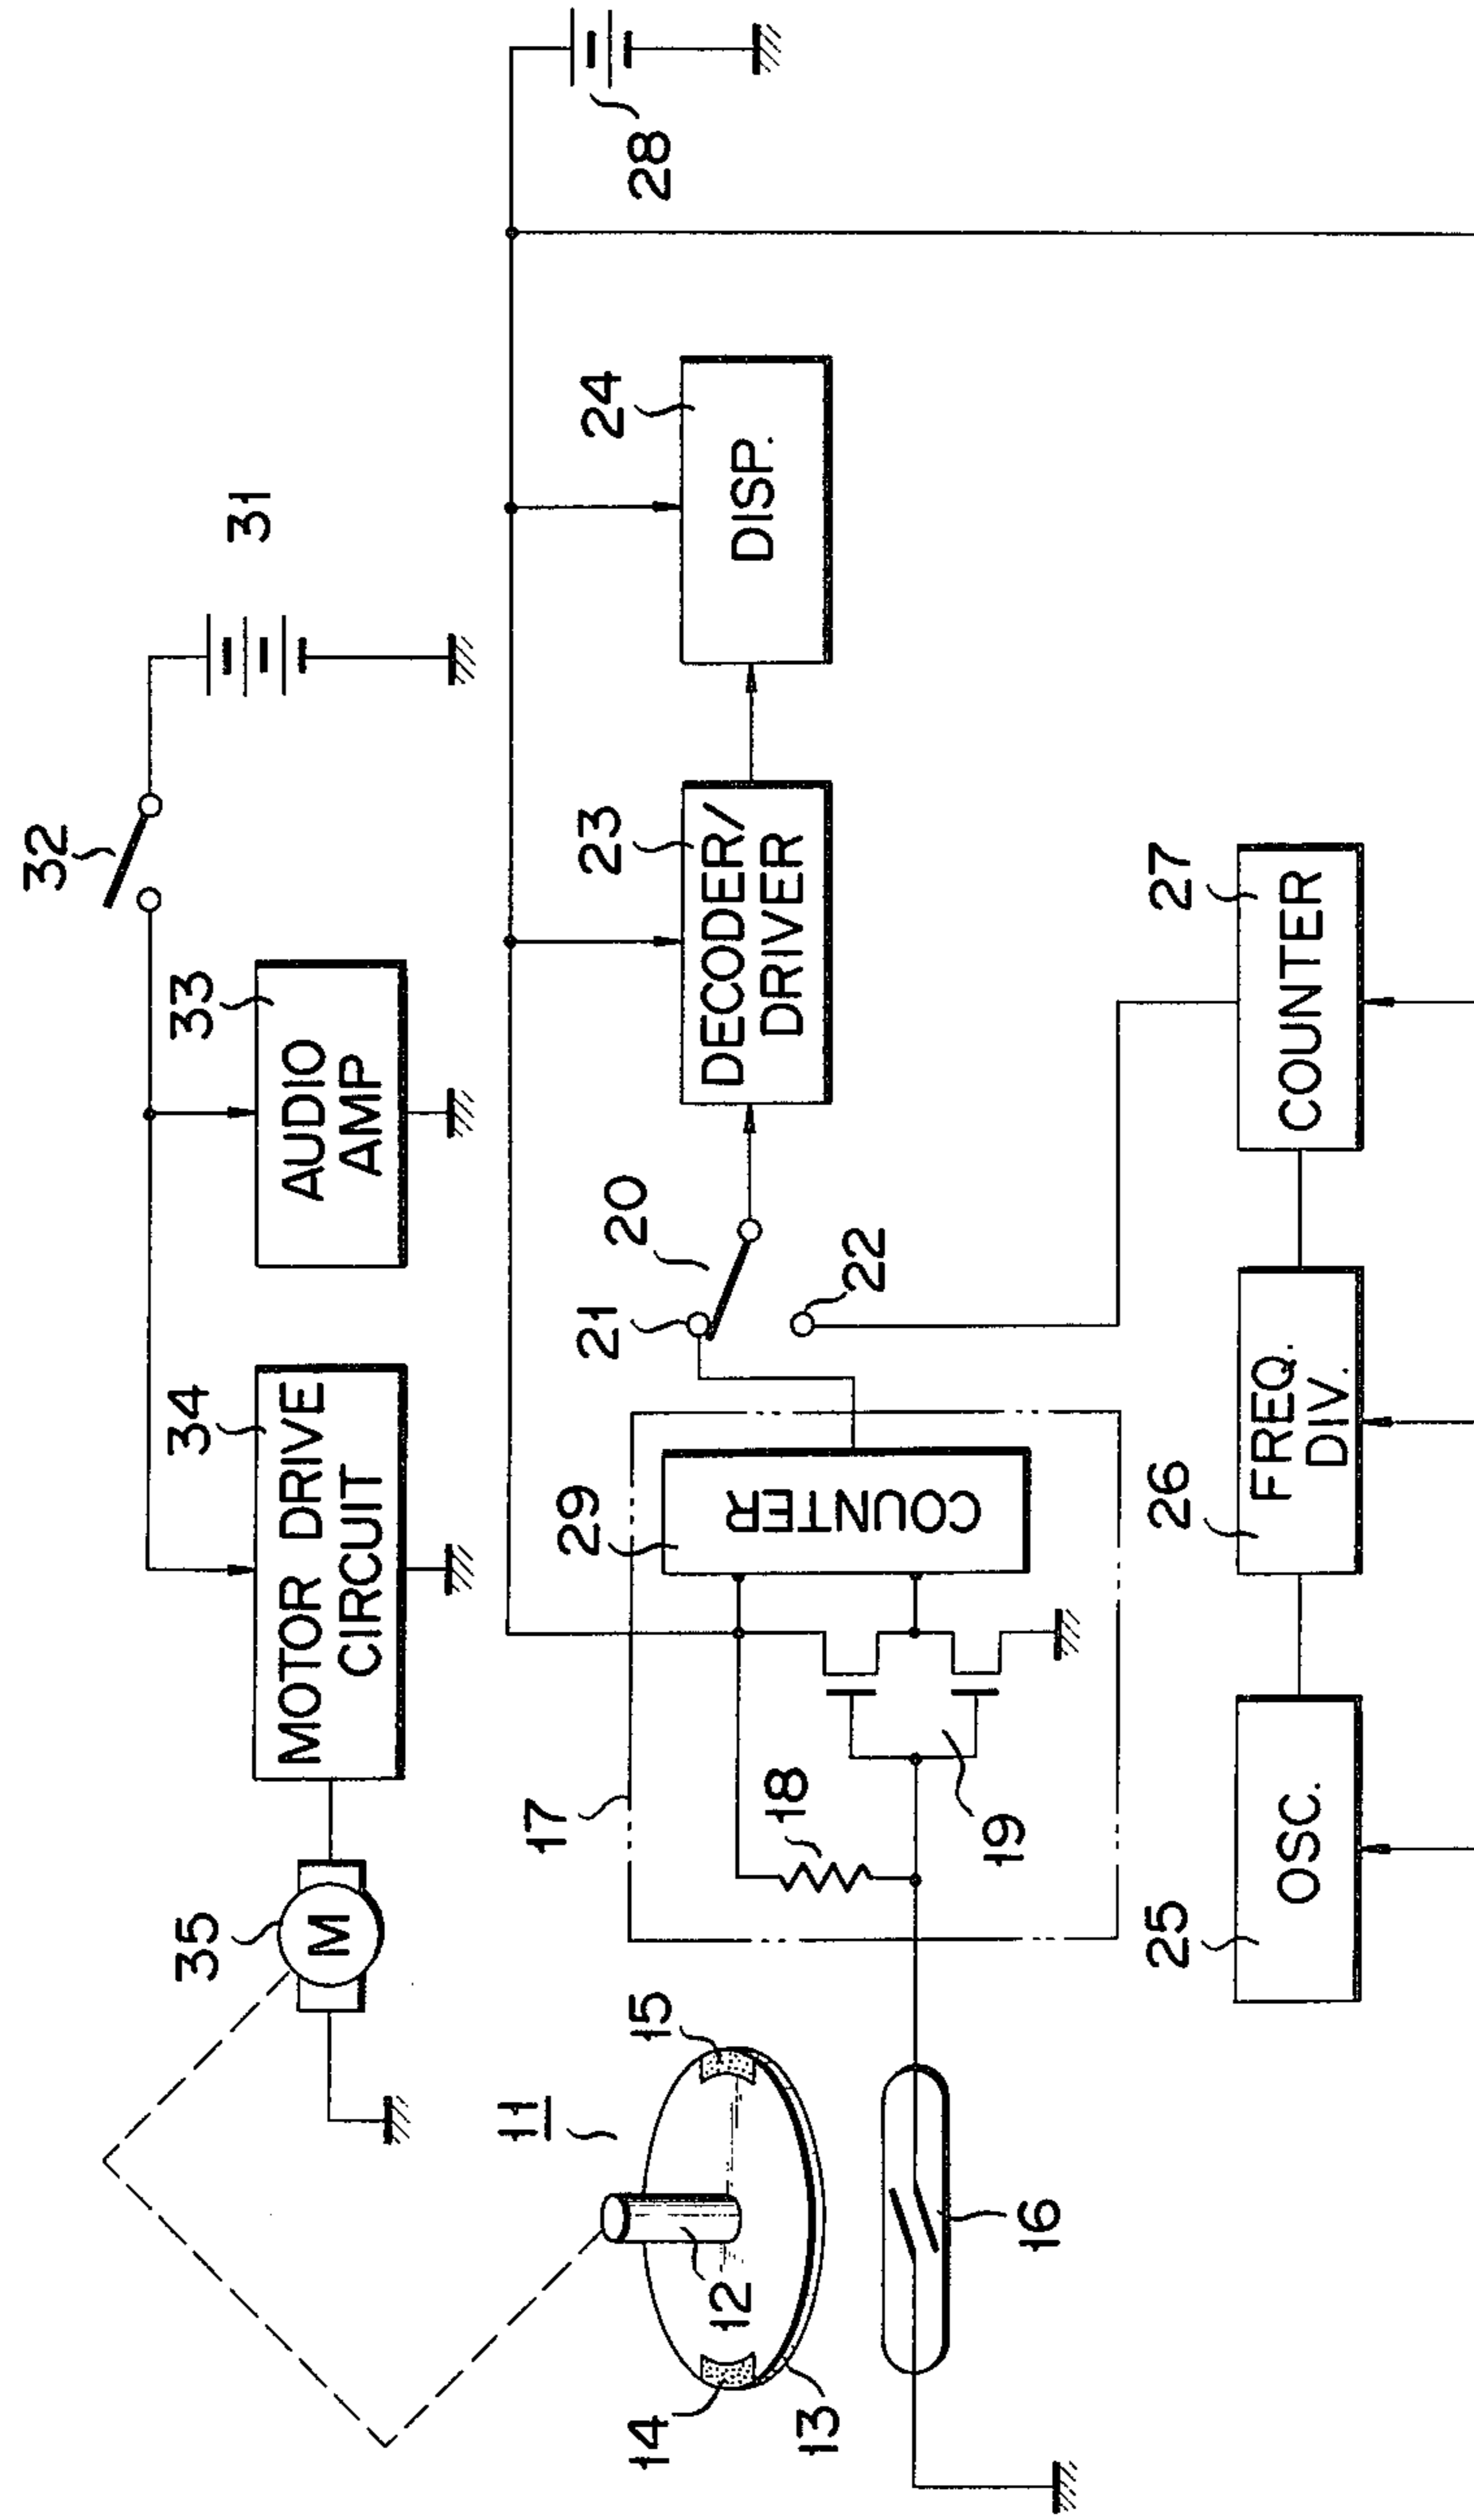 35
34
33
32
31
M
MOTOR DRIVE
CIRCUIT
AUDIO
AMP
11
15
14
12
13
16
17
18
19
29
COUNTER
21
20
22
23
DECODER/
DRIVER
24
DISP.
28
25
OSC.
26
FREQ.
DIV.
27
COUNTER